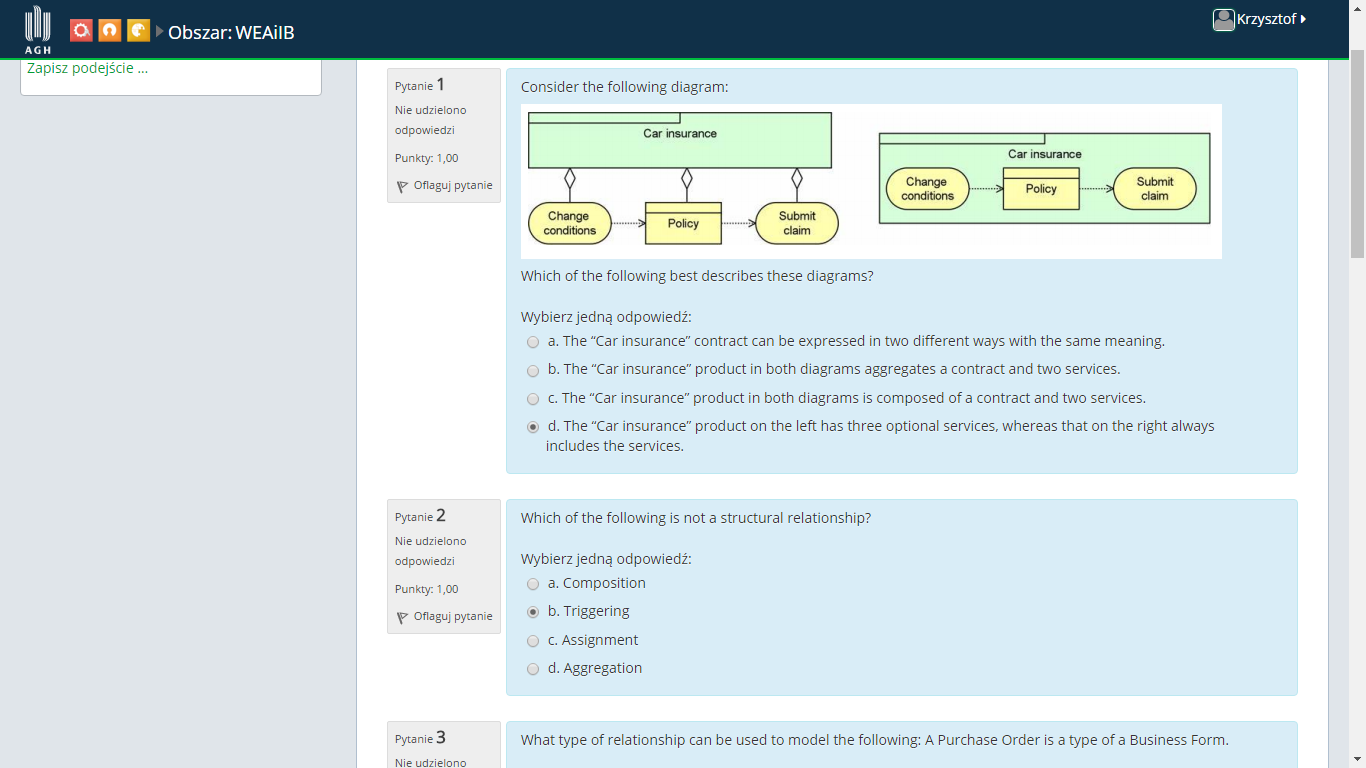 AGH
Obszar: WEAiIB
Krzysztof
Zapisz podejście ...
Pytanie 1
Nie udzielono
odpowiedzi
Punkty: 1,00
Oflaguj pytanie
Consider the following diagram:
Car insurance
Change
conditions
Policy
Submit
claim
Car insurance
Change
conditions
Policy
Submit
claim
Which of the following best describes these diagrams?
Wybierz jedną odpowiedź:
a. The “Car insurance” contract can be expressed in two different ways with the same meaning.
b. The “Car insurance” product in both diagrams aggregates a contract and two services.
c. The “Car insurance” product in both diagrams is composed of a contract and two services.
d. The “Car insurance” product on the left has three optional services, whereas that on the right always
includes the services.
Pytanie 2
Nie udzielono
odpowiedzi
Punkty: 1,00
Oflaguj pytanie
Which of the following is not a structural relationship?
Wybierz jedną odpowiedź:
a. Composition
b. Triggering
c. Assignment
d. Aggregation
Pytanie 3
Nie udzielono
What type of relationship can be used to model the following: A Purchase Order is a type of a Business Form.